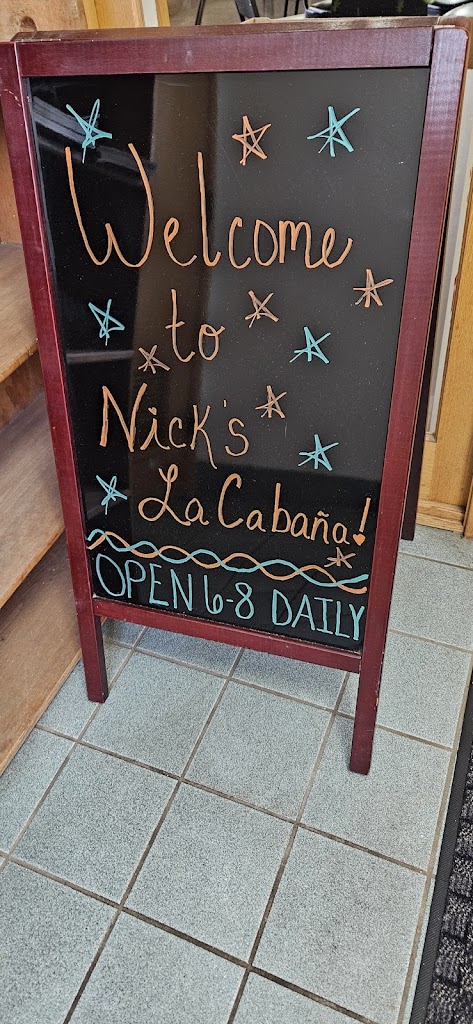 Welcome
to
Nick's
La Cabaña!
OPEN 6-8 DAILY